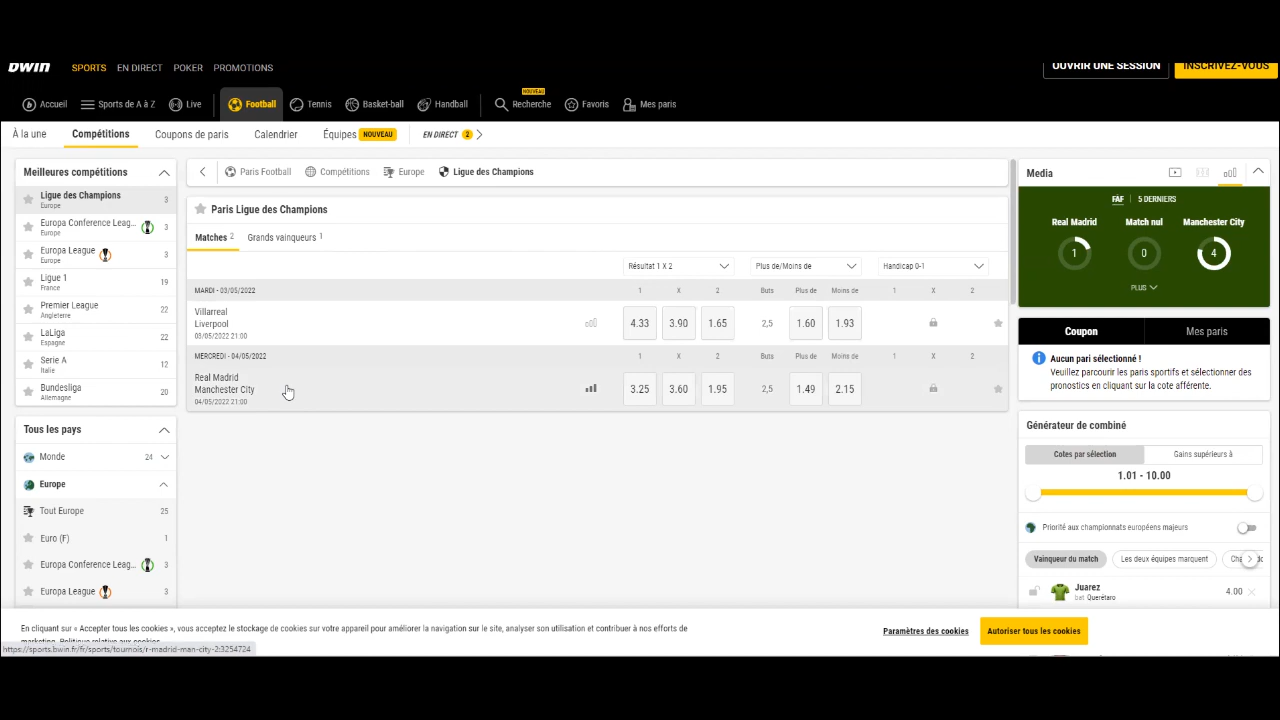 bwin SPORTS EN DIRECT POKER PROMOTIONS OUVRIR UNE SESSION INSCRIVEZ-VOUS
NOUVEAU
Accueil Sports de A à Z Live Football Tennis Basket-ball Handball Recherche Favoris Mes paris
À la une Compétitions Coupons de paris Calendrier Équipes NOUVEAU EN DIRECT 2
Meilleures compétitions
Ligue des Champions 3
Europe
Europa Conference Leag... 3
Europe
Europa League 3
Europe
Ligue 1 19
France
Premier League 22
Angleterre
LaLiga 22
Espagne
Serie A 12
Italie
Bundesliga 20
Allemagne
Tous les pays
Monde 24
Europe
Tout Europe 25
Euro (F) 1
Europa Conference Leag... 3
Europa League 3
Paris Football Compétitions Europe Ligue des Champions
Paris Ligue des Champions
Matches 2 Grands vainqueurs 1
Résultat 1 X 2 Plus de/Moins de Handicap 0-1
MARDI - 03/05/2022 1 X 2 Buts Plus de Moins de 1 X 2
Villarreal
Liverpool
03/05/2022 21:00
4.33 3.90 1.65 2,5 1.60 1.93
MERCREDI - 04/05/2022 1 X 2 Buts Plus de Moins de 1 X 2
Real Madrid
Manchester City
04/05/2022 21:00
3.25 3.60 1.95 2,5 1.49 2.15
Media
FÀF 5 DERNIERS
Real Madrid Match nul Manchester City
1 0 4
PLUS
Coupon Mes paris
Aucun pari sélectionné !
Veuillez parcourir les paris sportifs et sélectionner des
pronostics en cliquant sur la cote afférente.
Générateur de combiné
Cotes par sélection Gains supérieurs à
1.01 - 10.00
Priorité aux championnats européens majeurs
Vainqueur du match Les deux équipes marquent
Juarez 4.00
bat Querétaro
En cliquant sur « Accepter tous les cookies », vous acceptez le stockage de cookies sur votre appareil pour améliorer la navigation sur le site, analyser son utilisation et contribuer à nos efforts de
marketing. Politique relative aux cookies
Paramètres des cookies Autoriser tous les cookies
https://sports.bwin.fr/fr/sports/tournois/r-madrid-man-city-2:3254724